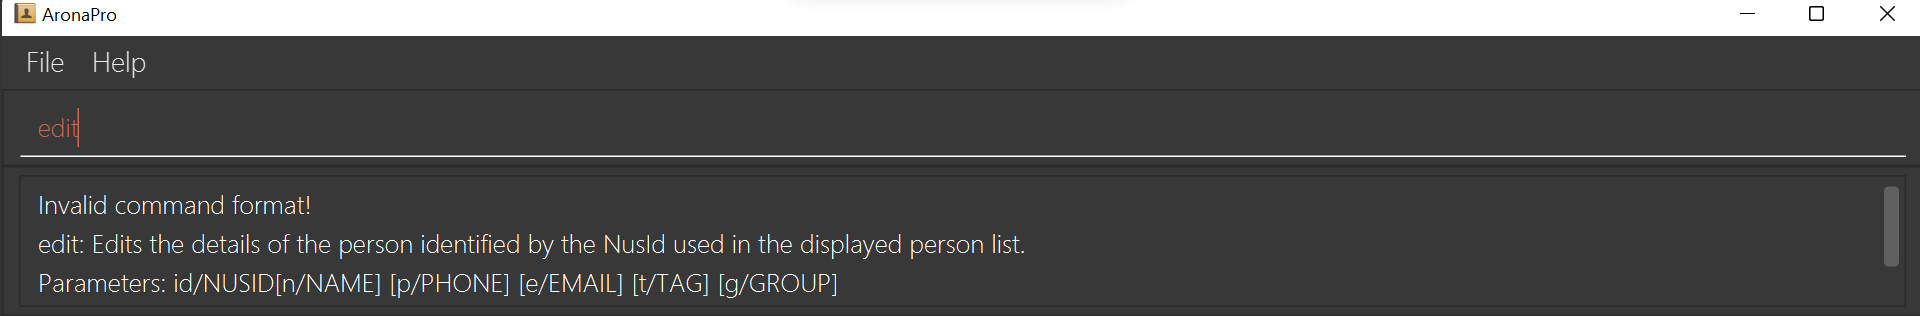 AronaPro
File Help
edit
Invalid command format!
edit: Edits the details of the person identified by the NusId used in the displayed person list.
Parameters: id/NUSID[n/NAME] [p/PHONE] [e/EMAIL] [t/TAG] [g/GROUP]